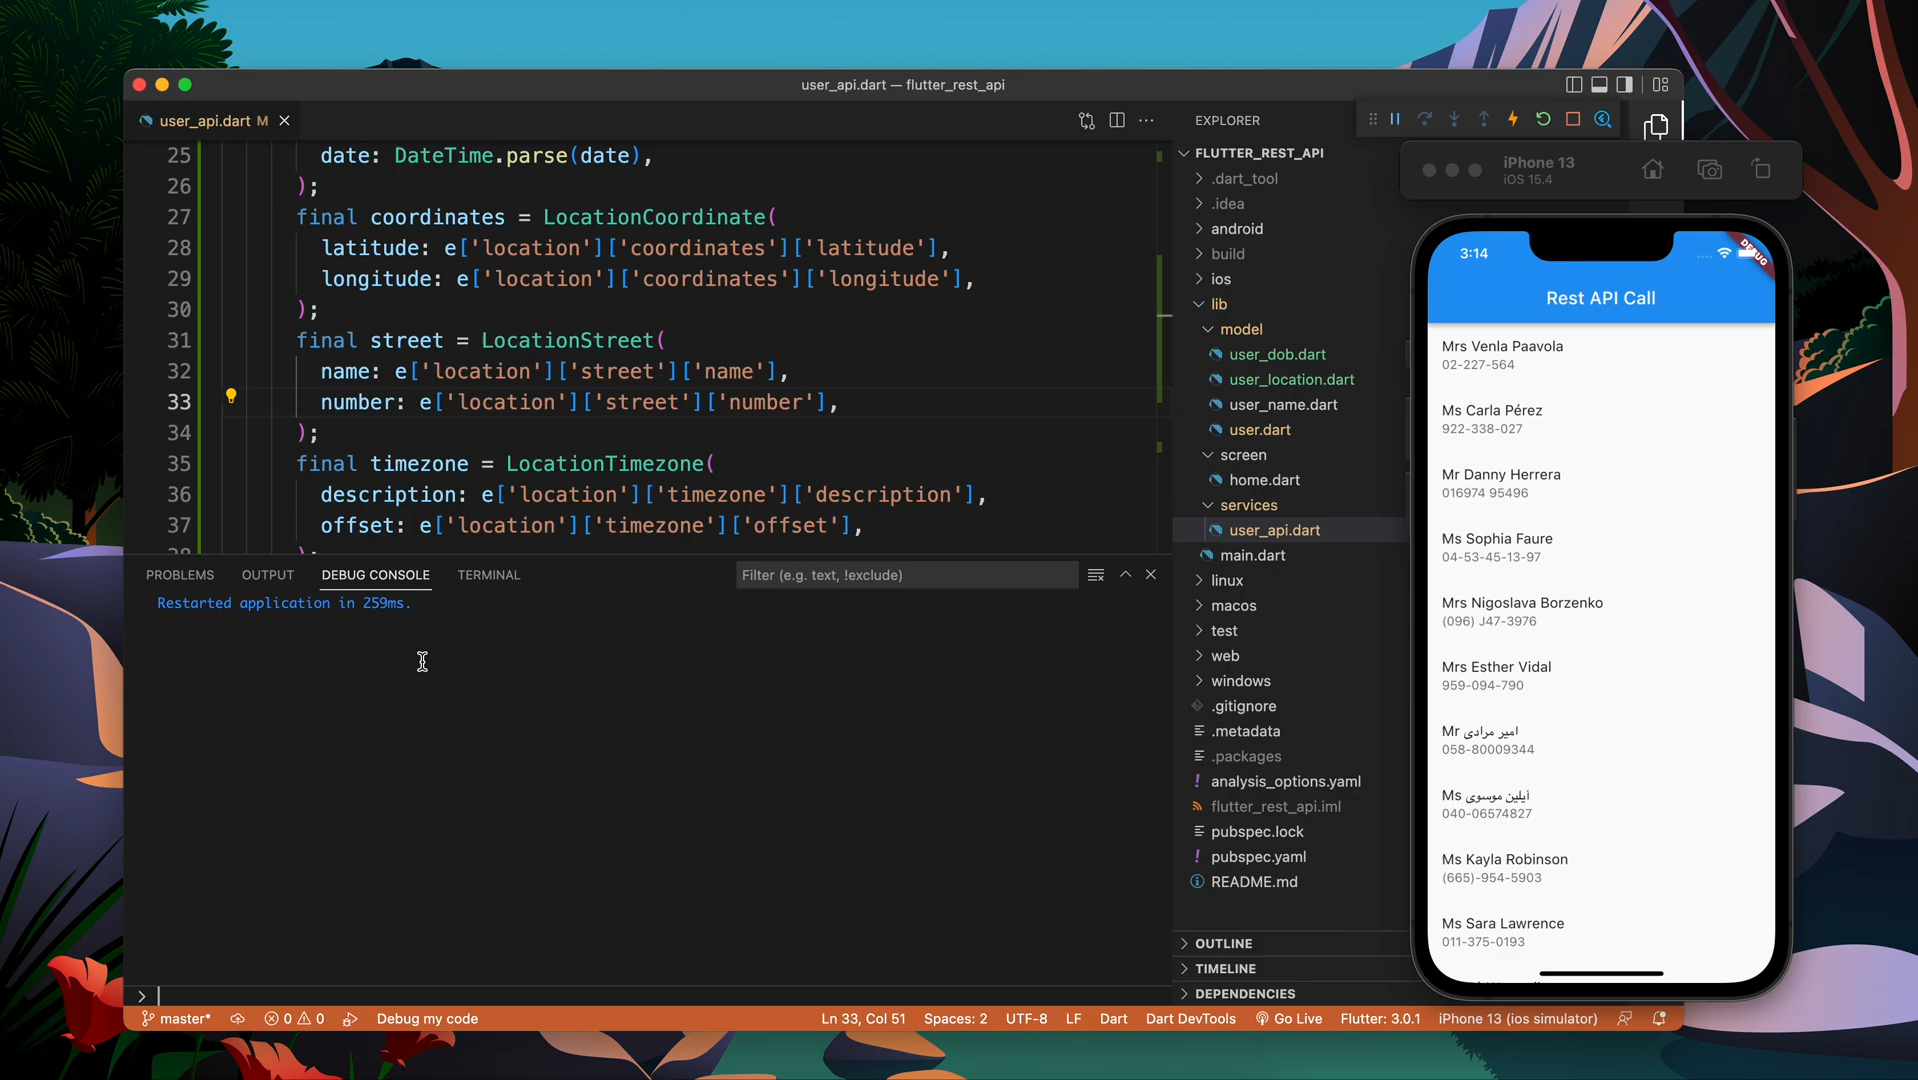 user_api.dart — flutter_rest_api
user_api.dart M
25 date: DateTime.parse(date),
26 );
27 final coordinates = LocationCoordinate(
28 latitude: e['location']['coordinates']['latitude'],
29 longitude: e['location']['coordinates']['longitude'],
30 );
31 final street = LocationStreet(
32 name: e['location']['street']['name'],
33 number: e['location']['street']['number'],
34 );
35 final timezone = LocationTimezone(
36 description: e['location']['timezone']['description'],
37 offset: e['location']['timezone']['offset'],
38 );
PROBLEMS OUTPUT DEBUG CONSOLE TERMINAL
Filter (e.g. text, !exclude)
Restarted application in 259ms.
EXPLORER
FLUTTER_REST_API
.dart_tool
.idea
android
build
ios
lib
model
user_dob.dart
user_location.dart
user_name.dart
user.dart
screen
home.dart
services
user_api.dart
main.dart
linux
macos
test
web
windows
.gitignore
.metadata
.packages
analysis_options.yaml
flutter_rest_api.iml
pubspec.lock
pubspec.yaml
README.md
OUTLINE
TIMELINE
DEPENDENCIES
master* 0 0 Debug my code Ln 33, Col 51 Spaces: 2 UTF-8 LF Dart Dart DevTools Go Live Flutter: 3.0.1 iPhone 13 (ios simulator)
iPhone 13
iOS 15.4
3:14
DEBUG
Rest API Call
Mrs Venla Paavola
02-227-564
Ms Carla Pérez
922-338-027
Mr Danny Herrera
016974 95496
Ms Sophia Faure
04-53-45-13-97
Mrs Nigoslava Borzenko
(096) J47-3976
Mrs Esther Vidal
959-094-790
Mr امیر مرادی
058-80009344
Ms آیلین موسوی
040-06574827
Ms Kayla Robinson
(665)-954-5903
Ms Sara Lawrence
011-375-0193